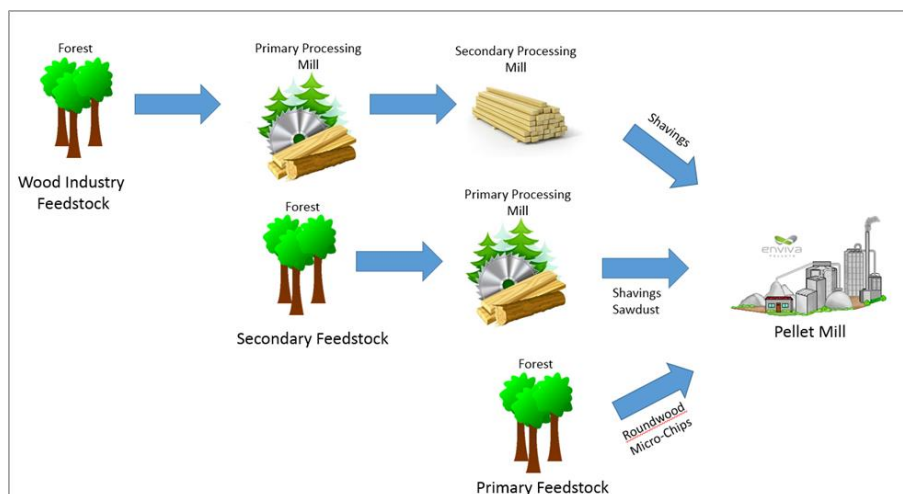 Forest
Wood Industry
Feedstock
Primary Processing
Mill
Secondary Processing
Mill
Shavings
Forest
Secondary Feedstock
Primary Processing
Mill
Shavings
Sawdust
enviva
PELLETS
Pellet Mill
Forest
Primary Feedstock
Roundwood
Micro-Chips